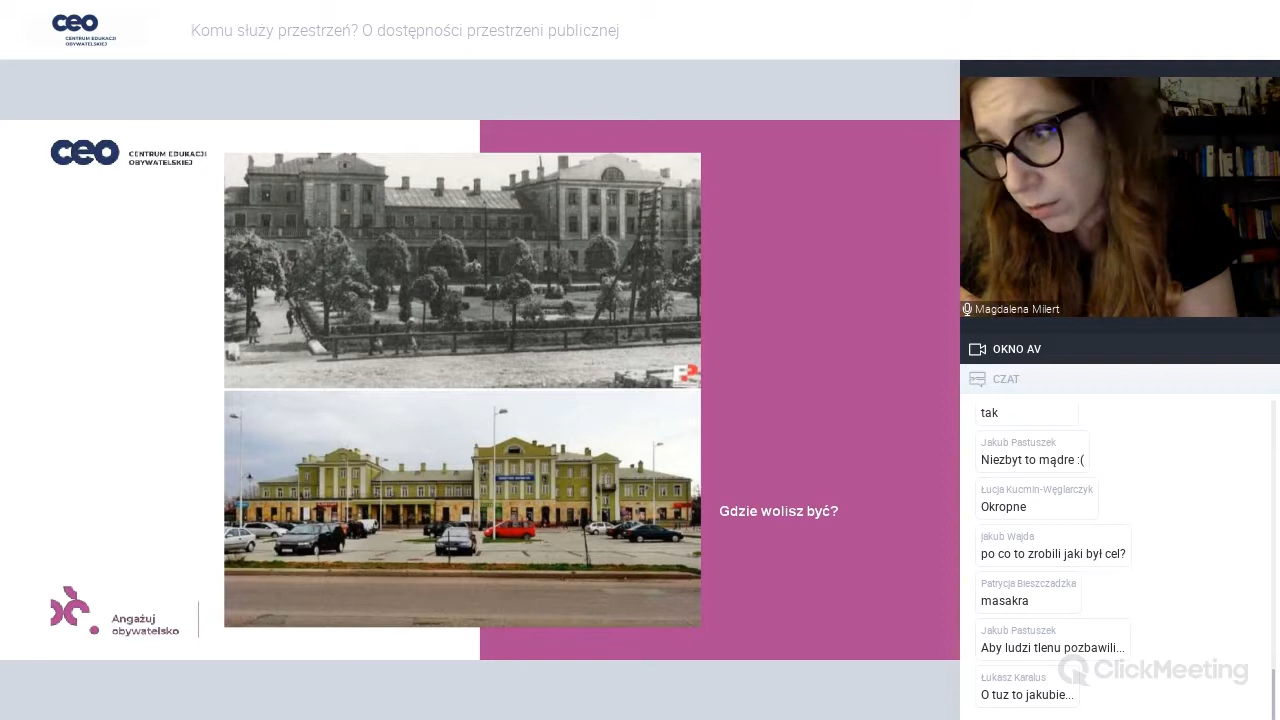 ceo
CENTRUM EDUKACJI
OBYWATELSKIEJ
Komu służy przestrzeń? O dostępności przestrzeni publicznej
ceo
CENTRUM EDUKACJI
OBYWATELSKIEJ
Gdzie wolisz być?
Angażuj
obywatelsko
Magdalena Milert
OKNO AV
CZAT
tak
Jakub Pastuszek
Niezbyt to mądre :(
Łucja Kucmin-Węglarczyk
Okropne
jakub Wajda
po co to zrobili jaki był cel?
Patrycja Bieszczadzka
masakra
Jakub Pastuszek
Aby ludzi tlenu pozbawili...
Łukasz Karalus
O tuz to jakubie...
ClickMeeting